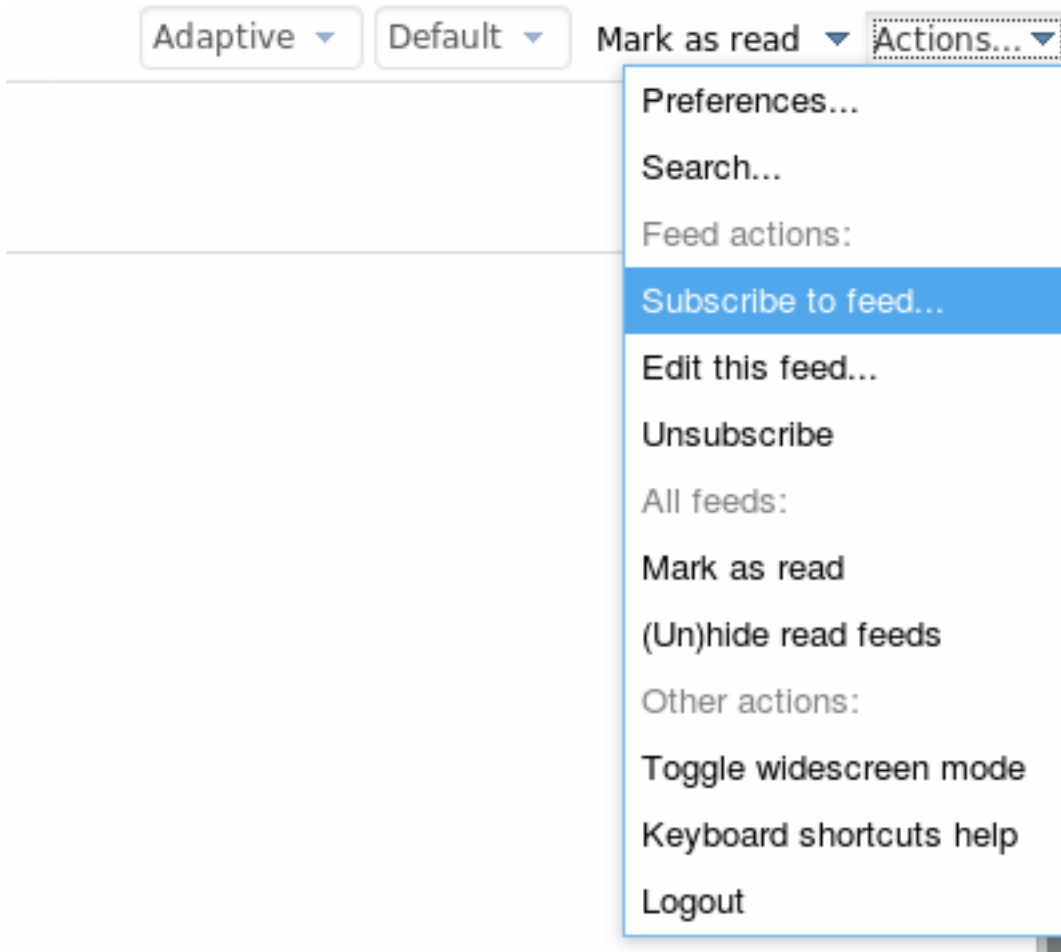 Adaptive Default Mark as read Actions...
Preferences...
Search...
Feed actions:
Subscribe to feed...
Edit this feed...
Unsubscribe
All feeds:
Mark as read
(Un)hide read feeds
Other actions:
Toggle widescreen mode
Keyboard shortcuts help
Logout